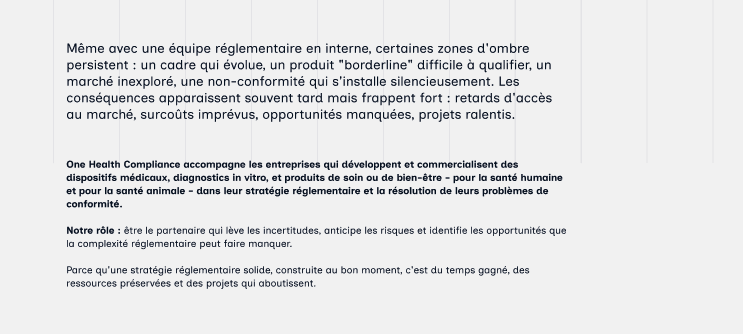 Même avec une équipe réglementaire en interne, certaines zones d'ombre
persistent : un cadre qui évolue, un produit "borderline" difficile à qualifier, un
marché inexploré, une non-conformité qui s'installe silencieusement. Les
conséquences apparaissent souvent tard mais frappent fort : retards d'accès
au marché, surcoûts imprévus, opportunités manquées, projets ralentis.
One Health Compliance accompagne les entreprises qui développent et commercialisent des
dispositifs médicaux, diagnostics in vitro, et produits de soin ou de bien-être – pour la santé humaine
et pour la santé animale – dans leur stratégie réglementaire et la résolution de leurs problèmes de
conformité.
Notre rôle : être le partenaire qui lève les incertitudes, anticipe les risques et identifie les opportunités que
la complexité réglementaire peut faire manquer.
Parce qu'une stratégie réglementaire solide, construite au bon moment, c'est du temps gagné, des
ressources préservées et des projets qui aboutissent.